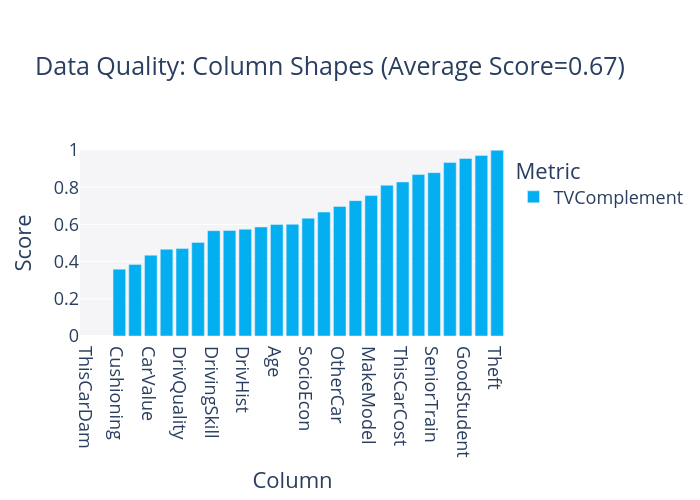 Data Quality: Column Shapes (Average Score=0.67)
1
0.8
0.6
0.4
0.2
0
Score
ThisCarDam
Cushioning
CarValue
DrivQuality
DrivingSkill
DrivHist
Age
SocioEcon
OtherCar
MakeModel
ThisCarCost
SeniorTrain
GoodStudent
Theft
Column
Metric
TVComplement